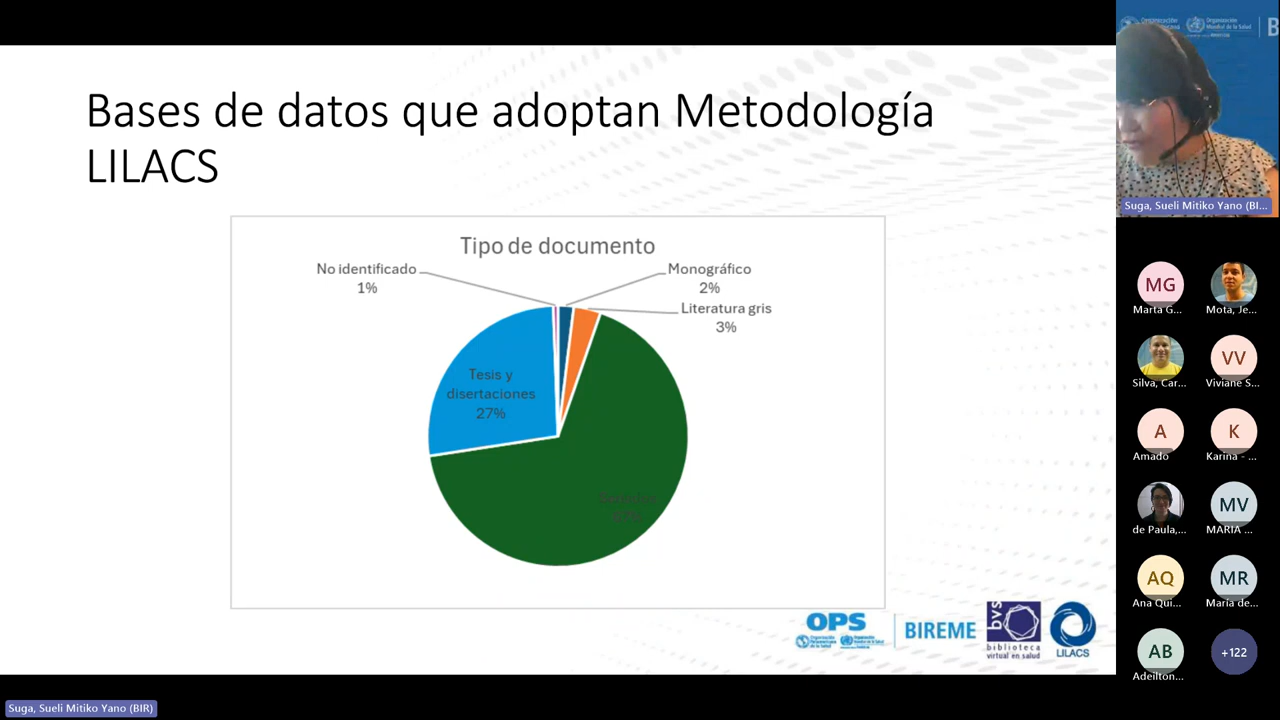 Bases de datos que adoptan Metodología
LILACS
Tipo de documento
No identificado
1%
Monográfico
2%
Literatura gris
3%
Tesis y
disertaciones
27%
67%
OPS
BIREME
bvs
biblioteca
virtual en salud
LILACS
Suga, Sueli Mitiko Yano (BI...
MG
Marta G...
Mota, Je...
Silva, Car...
VV
Viviane S...
A
Amado
K
Karina - ...
de Paula,...
MV
MARIA ...
AQ
Ana Qui...
MR
Maria de...
AB
Adeilton...
+122
Suga, Sueli Mitiko Yano (BIR)